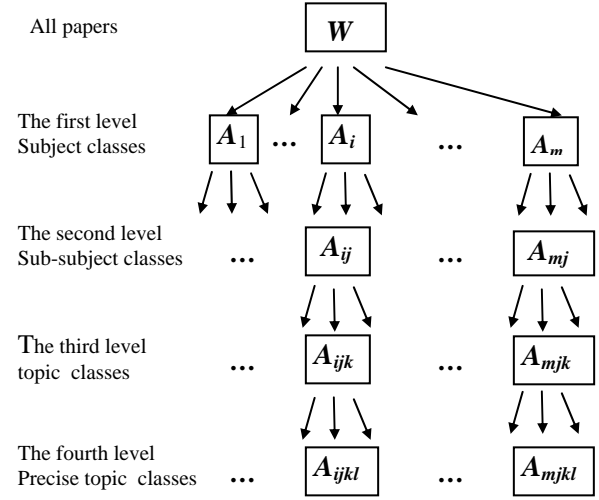 All papers W
The first level
Subject classes A1 ... Ai ... Am
The second level
Sub-subject classes ... Aij ... Amj
The third level
topic classes ... Aijk ... Amjk
The fourth level
Precise topic classes ... Aijkl ... Amjkl